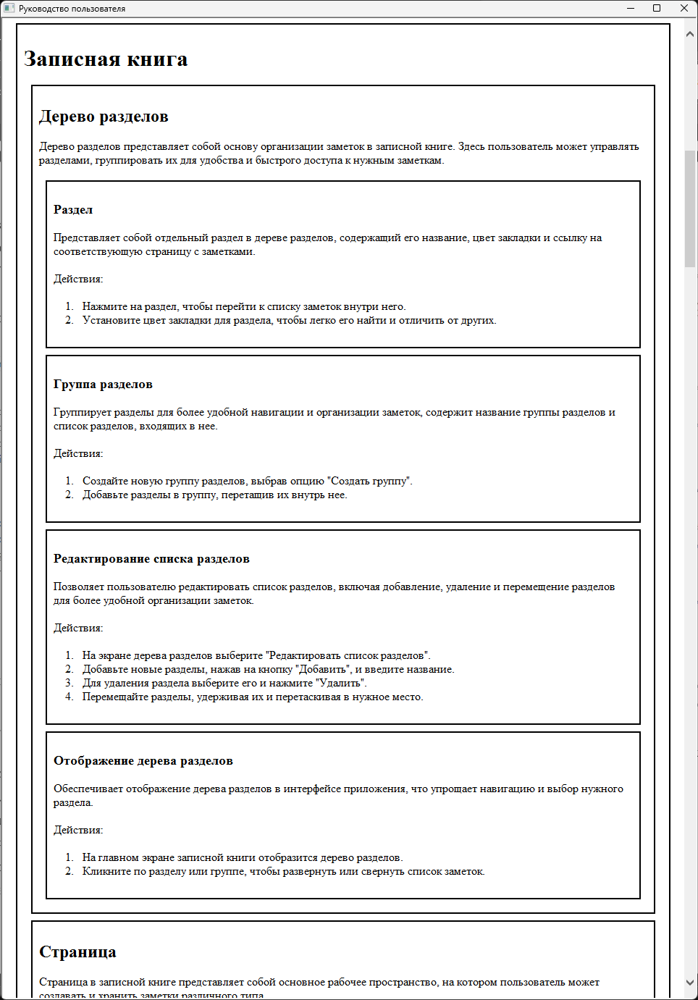 Руководство пользователя
Записная книга
Дерево разделов
Дерево разделов представляет собой основу организации заметок в записной книге. Здесь пользователь может управлять
разделами, группировать их для удобства и быстрого доступа к нужным заметкам.
Раздел
Представляет собой отдельный раздел в дереве разделов, содержащий его название, цвет закладки и ссылку на
соответствующую страницу с заметками.
Действия:
1. Нажмите на раздел, чтобы перейти к списку заметок внутри него.
2. Установите цвет закладки для раздела, чтобы легко его найти и отличить от других.
Группа разделов
Группирует разделы для более удобной навигации и организации заметок, содержит название группы разделов и
список разделов, входящих в нее.
Действия:
1. Создайте новую группу разделов, выбрав опцию "Создать группу".
2. Добавьте разделы в группу, перетащив их внутрь нее.
Редактирование списка разделов
Позволяет пользователю редактировать список разделов, включая добавление, удаление и перемещение разделов
для более удобной организации заметок.
Действия:
1. На экране дерева разделов выберите "Редактировать список разделов".
2. Добавьте новые разделы, нажав на кнопку "Добавить", и введите название.
3. Для удаления раздела выберите его и нажмите "Удалить".
4. Перемещайте разделы, удерживая их и перетаскивая в нужное место.
Отображение дерева разделов
Обеспечивает отображение дерева разделов в интерфейсе приложения, что упрощает навигацию и выбор нужного
раздела.
Действия:
1. На главном экране записной книги отобразится дерево разделов.
2. Кликните по разделу или группе, чтобы развернуть или свернуть список заметок.
Страница
Страница в записной книге представляет собой основное рабочее пространство, на котором пользователь может
создавать и хранить заметки различного типа.